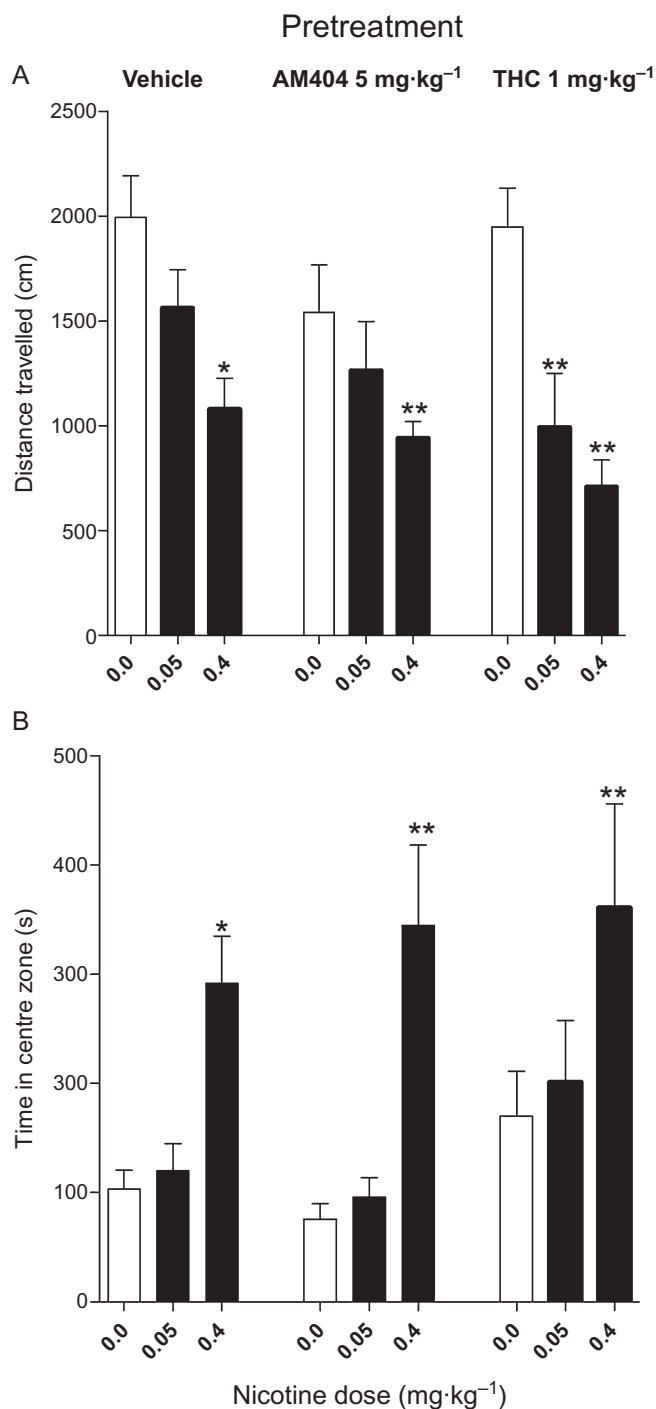 Pretreatment
A
Vehicle AM404 5 mg·kg⁻¹ THC 1 mg·kg⁻¹
Distance travelled (cm)
2500
2000
1500
1000
500
0
*
**
**
**
0.0 0.05 0.4 0.0 0.05 0.4 0.0 0.05 0.4
B
Time in centre zone (s)
500
400
300
300
100
0
*
**
**
0.0 0.05 0.4 0.0 0.05 0.4 0.0 0.05 0.4
Nicotine dose (mg·kg⁻¹)